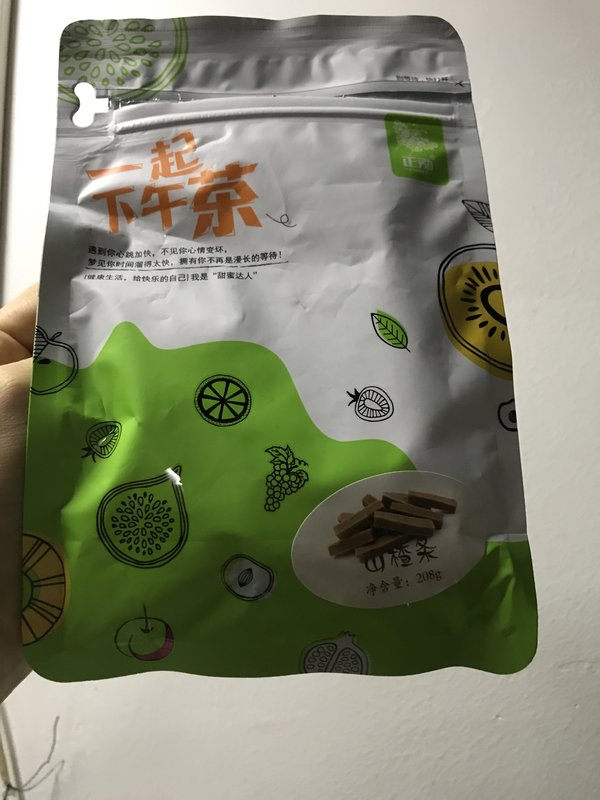 一起
下午茶
遇到你心跳加快，不见你心情变坏，
梦见你时间溜得太快，拥有你不再是漫长的等待！
[健康生活，给快乐的自己]我是“甜蜜达人”
山楂条
净含量：208g